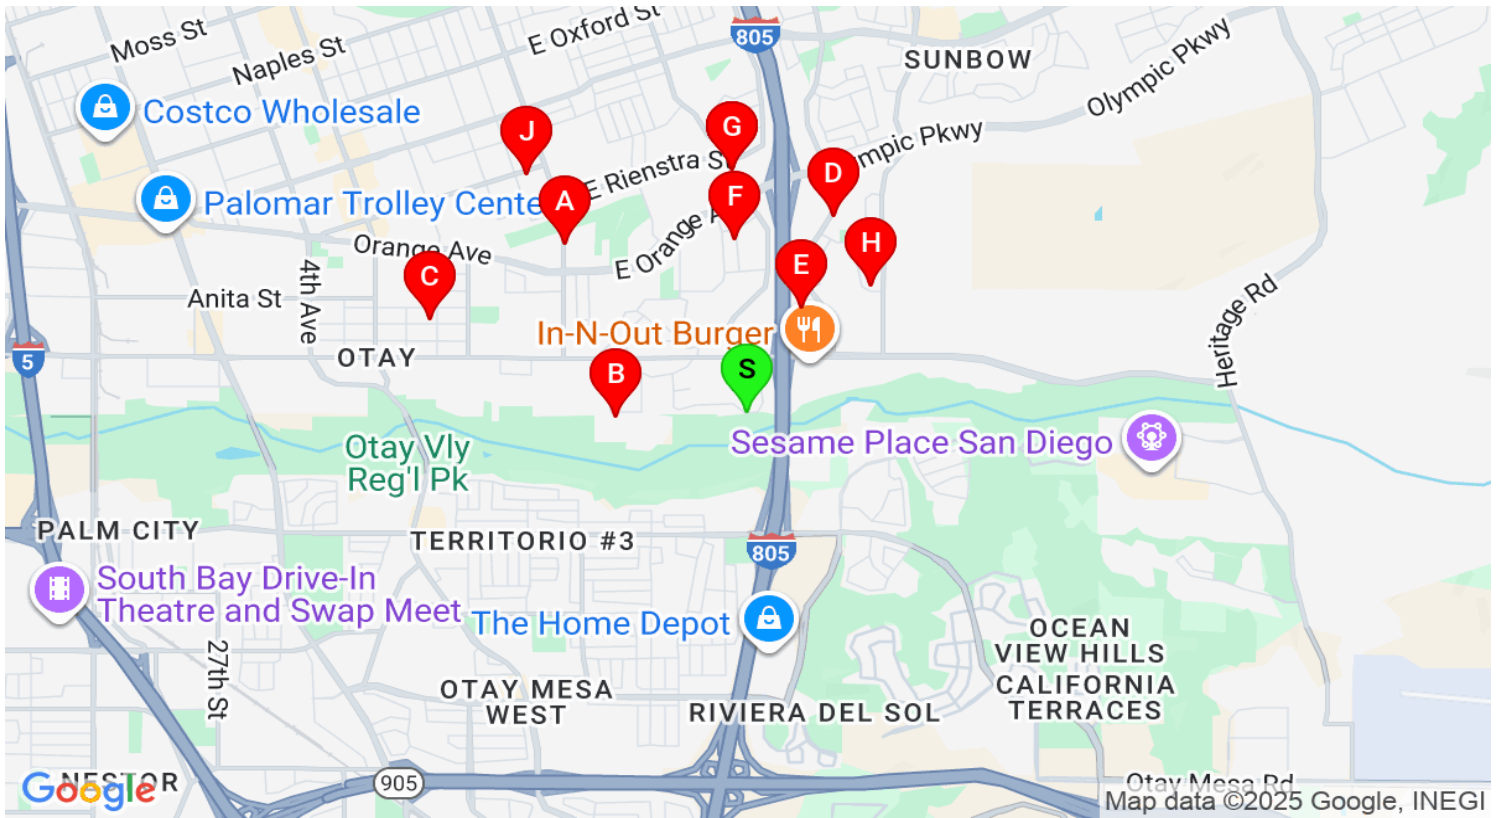 Moss St
Naples St
E Oxford St
805
SUNBOW
Olympic Pkwy
Costco Wholesale
J
G
mpic Pkwy
E Rienstra St
D
Palomar Trolley Cente
A
F
Orange Ave
E Orange A
H
E
C
4th Ave
Anita St
Heritage Rd
In-N-Out Burger
5
OTAY
B
S
Otay Vly
Reg'l Pk
Sesame Place San Diego
PALM CITY
TERRITORIO #3
805
South Bay Drive-In
Theatre and Swap Meet
The Home Depot
OCEAN
VIEW HILLS
27th St
CALIFORNIA
TERRACES
OTAY MESA
WEST
RIVIERA DEL SOL
NESTOR
Google
905
Otay Mesa Rd
Map data ©2025 Google, INEGI